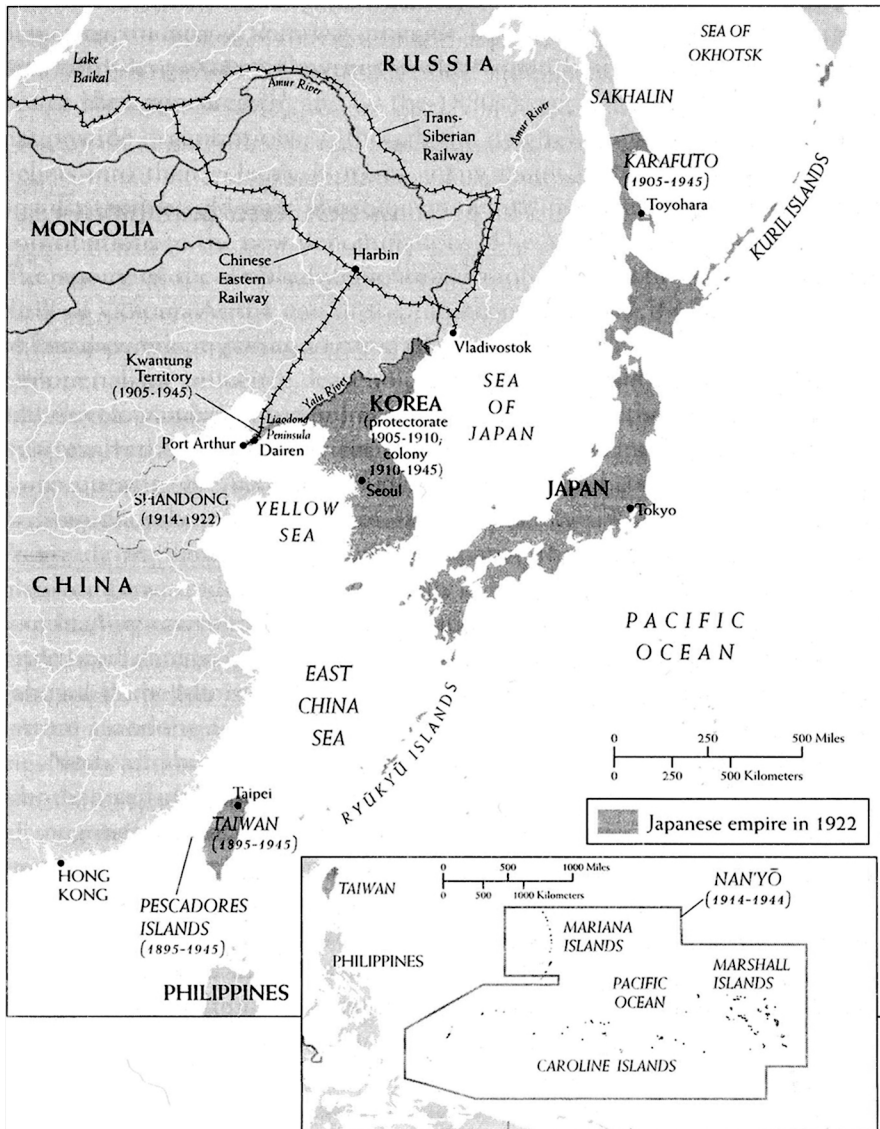 SEA OF
OKHOTSK
Lake
Baikal
RUSSIA
Amur River
SAKHALIN
Trans-
Siberian
Railway
Amur River
KARAFUTO
(1905-1945)
Toyohara
KURIL ISLANDS
MONGOLIA
Chinese
Eastern
Railway
Harbin
Vladivostok
Kwantung
Territory
(1905-1945)
Yalu River
SEA
OF
JAPAN
KOREA
(protectorate
1905-1910;
colony
1910-1945)
Liaodong
Peninsula
Port Arthur
Dairen
Seoul
JAPAN
Tokyo
SHANDONG
(1914-1922)
YELLOW
SEA
CHINA
PACIFIC
OCEAN
EAST
CHINA
SEA
RYŪKYŪ ISLANDS
0 250 500 Miles
0 250 500 Kilometers
Taipei
TAIWAN
(1895-1945)
Japanese empire in 1922
HONG
KONG
PESCADORES
ISLANDS
(1895-1945)
PHILIPPINES
0 500 1000 Miles
0 500 1000 Kilometers
TAIWAN
NAN'YŌ
(1914-1944)
MARIANA
ISLANDS
PHILIPPINES
PACIFIC
OCEAN
MARSHALL
ISLANDS
CAROLINE ISLANDS